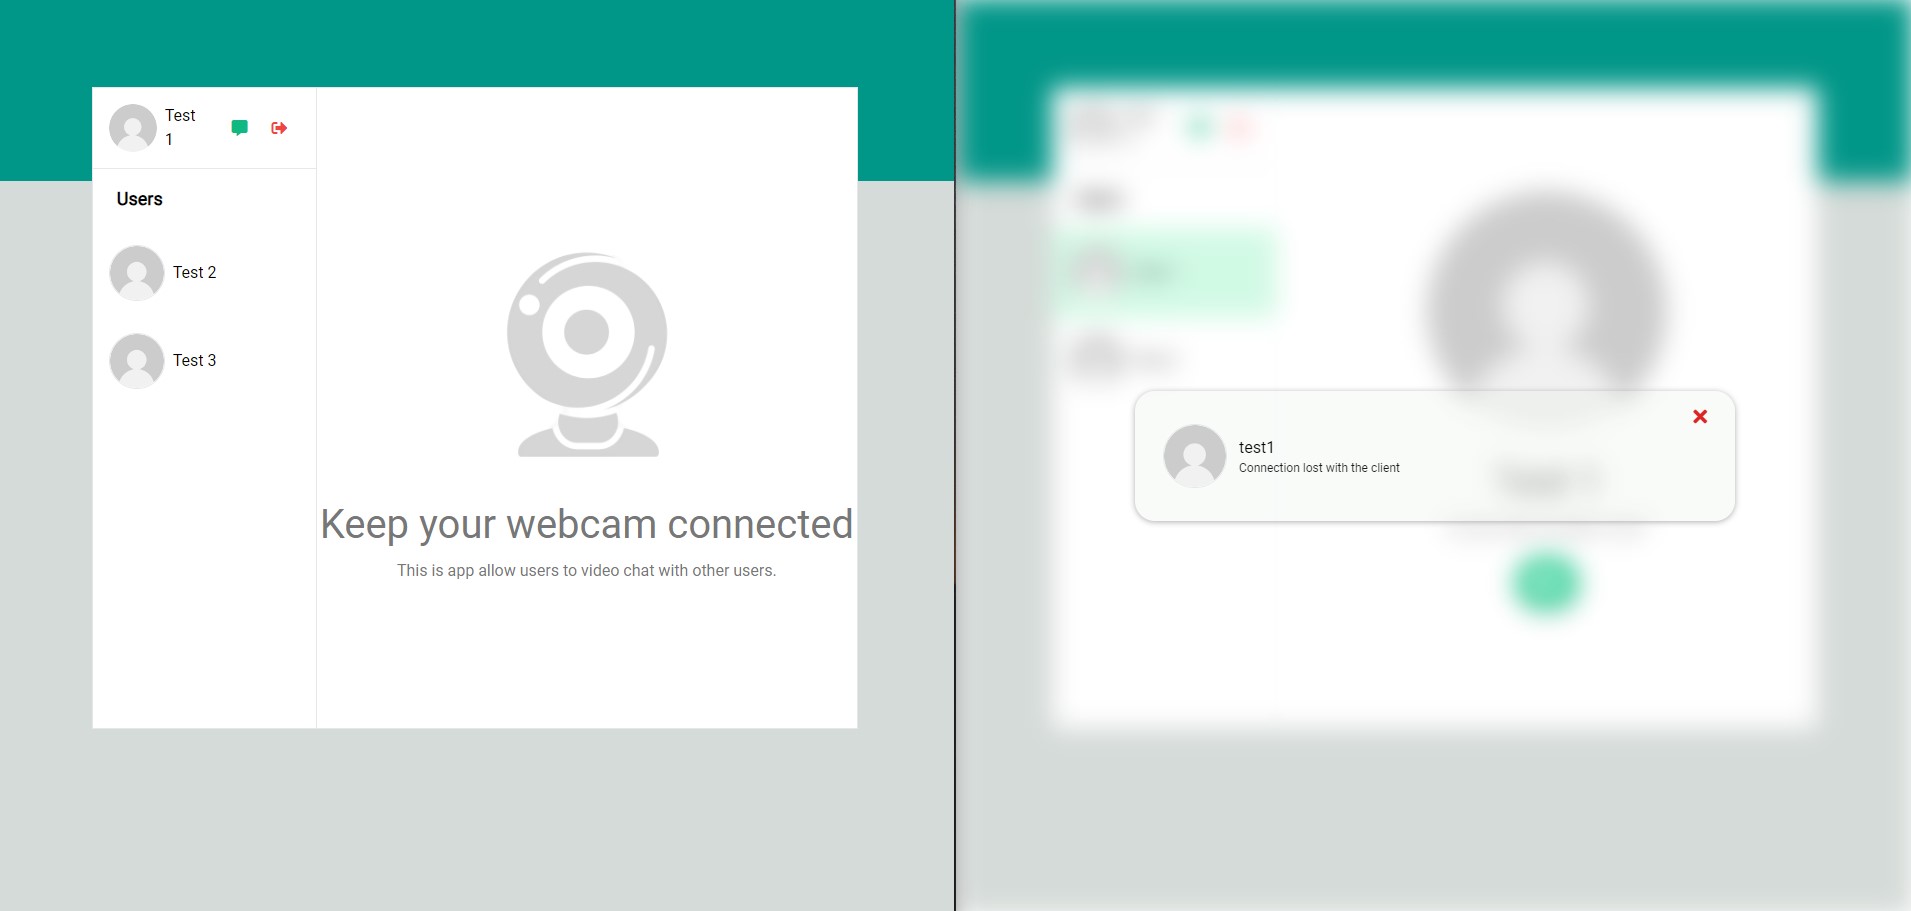 Test
1
Users
Test 2
Test 3
Keep your webcam connected
This is app allow users to video chat with other users.
test1
Connection lost with the client